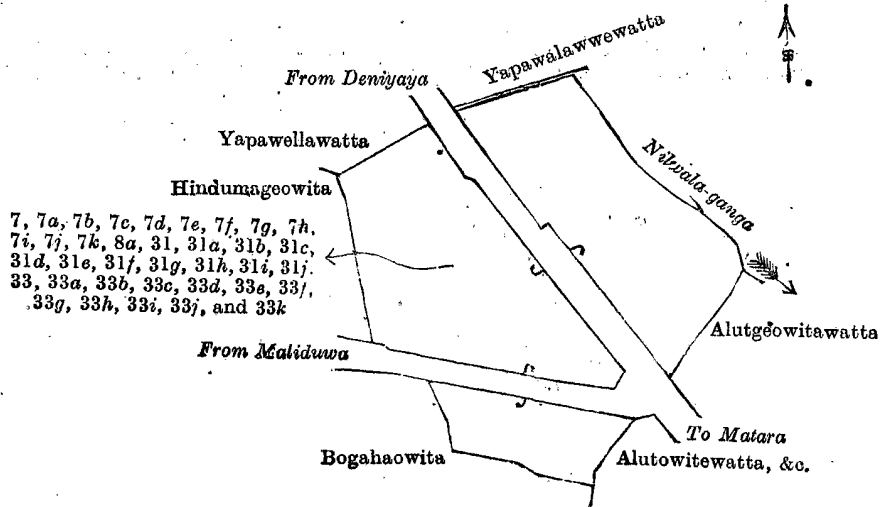 Yapawalawwewatta
From Deniyaya
Yapawellawatta
Hindumageowita
Nilwala-ganga
7, 7a, 7b, 7c, 7d, 7e, 7f, 7g, 7h,
7i, 7j, 7k, 8a, 31, 31a, 31b, 31c,
31d, 31e, 31f, 31g, 31h, 31i, 31j.
33, 33a, 33b, 33c, 33d, 33e, 33f,
33g, 33h, 33i, 33j, and 33k
Alutgeowitawatta
From Maliduwa
To Matara
Bogahaowita
Alutowitewatta, &c.